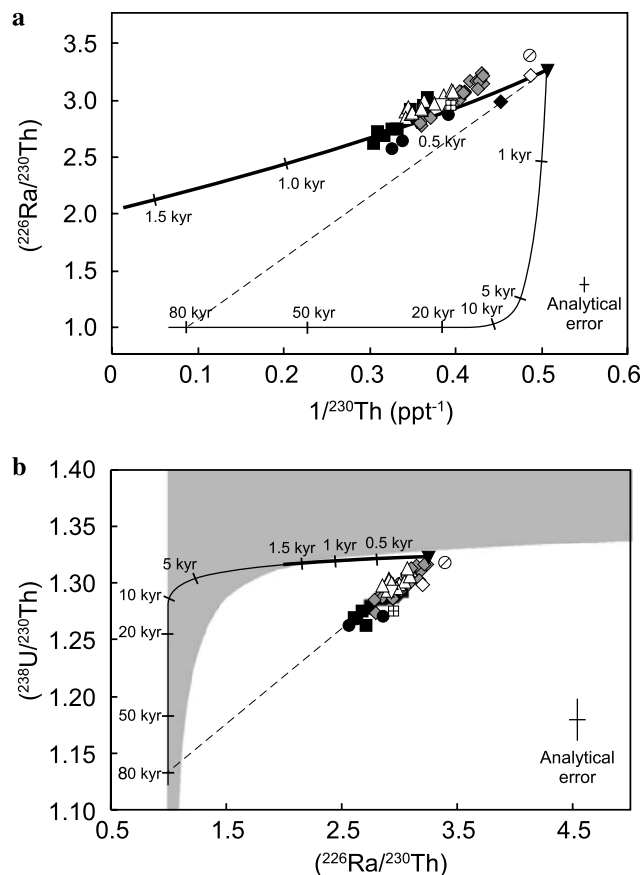 a
3.5
3.0
2.5
2.0
1.5
1.0
(²²⁶Ra/²³⁰Th)
0.5 kyr
1 kyr
1.0 kyr
1.5 kyr
5 kyr
80 kyr
50 kyr
20 kyr
10 kyr
Analytical
error
0
0.1
0.2
0.3
0.4
0.5
0.6
1/²³⁰Th (ppt⁻¹)
b
1.40
1.35
1.30
1.25
1.20
1.15
1.10
(²³⁸U/²³⁰Th)
1.5 kyr
1 kyr
0.5 kyr
5 kyr
10 kyr
20 kyr
50 kyr
80 kyr
Analytical
error
0.5
1.5
2.5
3.5
4.5
(²²⁶Ra/²³⁰Th)